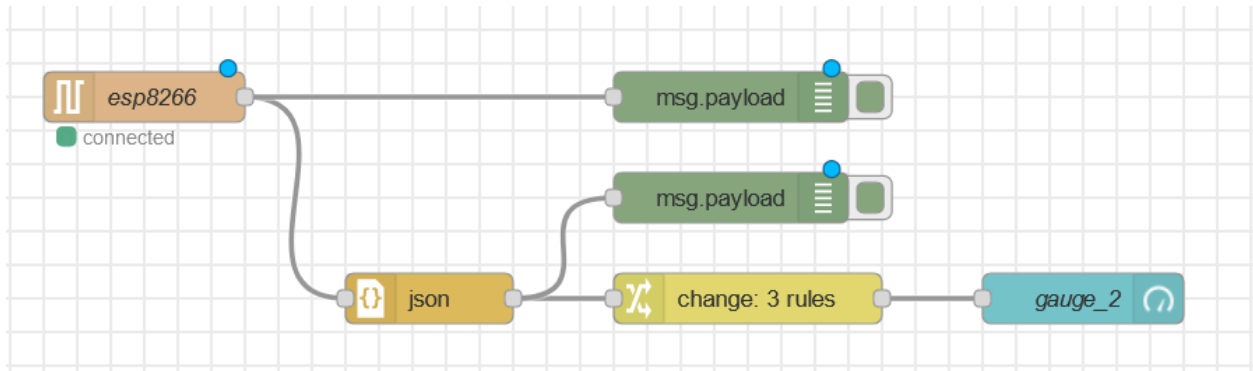 esp8266
msg.payload
connected
msg.payload
json
change: 3 rules
gauge_2